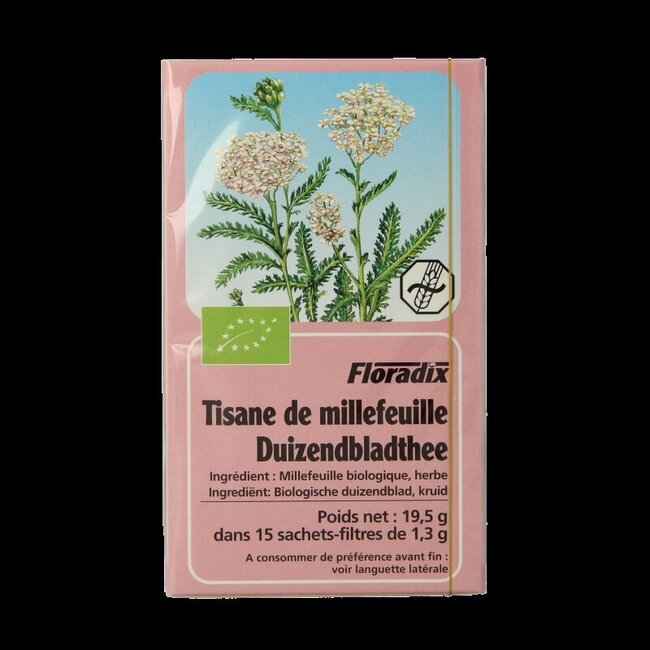 Floradix
Tisane de millefeuille
Duizendbladthee
Ingrédient : Millefeuille biologique, herbe
Ingrediënt: Biologische duizendblad, kruid
Poids net : 19,5 g
dans 15 sachets-filtres de 1,3 g
A consommer de préférence avant fin :
voir languette latérale